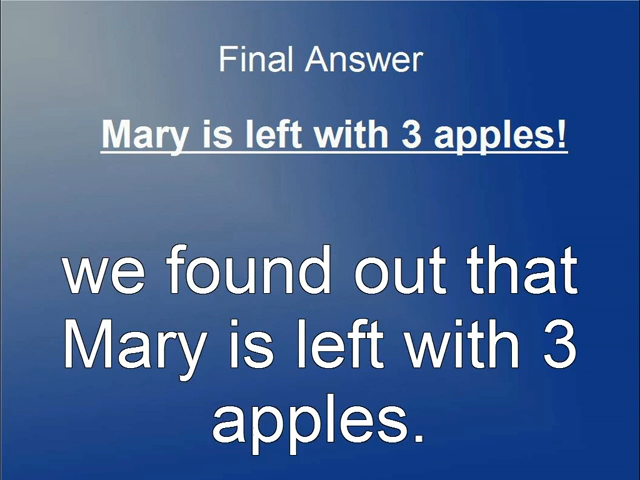 Final Answer
Mary is left with 3 apples!
we found out that
Mary is left with 3
apples.